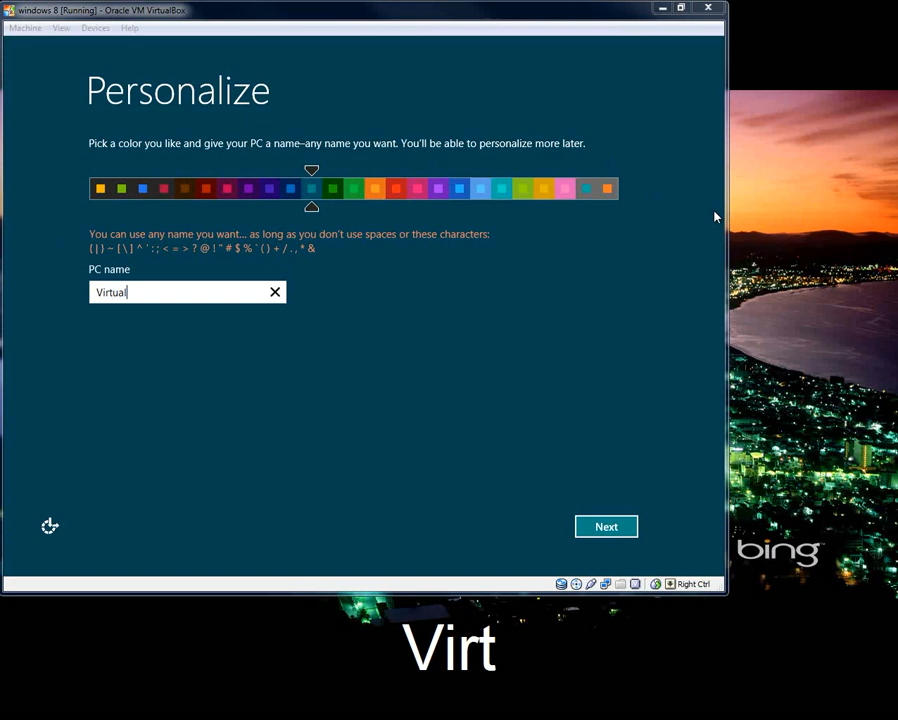 windows 8 [Running] - Oracle VM VirtualBox
Machine View Devices Help
Personalize
Pick a color you like and give your PC a name–any name you want. You'll be able to personalize more later.
You can use any name you want... as long as you don't use spaces or these characters:
{ | } ~ [ \ ] ^ ' : ; < = > ? @ ! " # $ % ` ( ) + / . , * &
PC name
Virtual
Next
bing
Right Ctrl
Virt